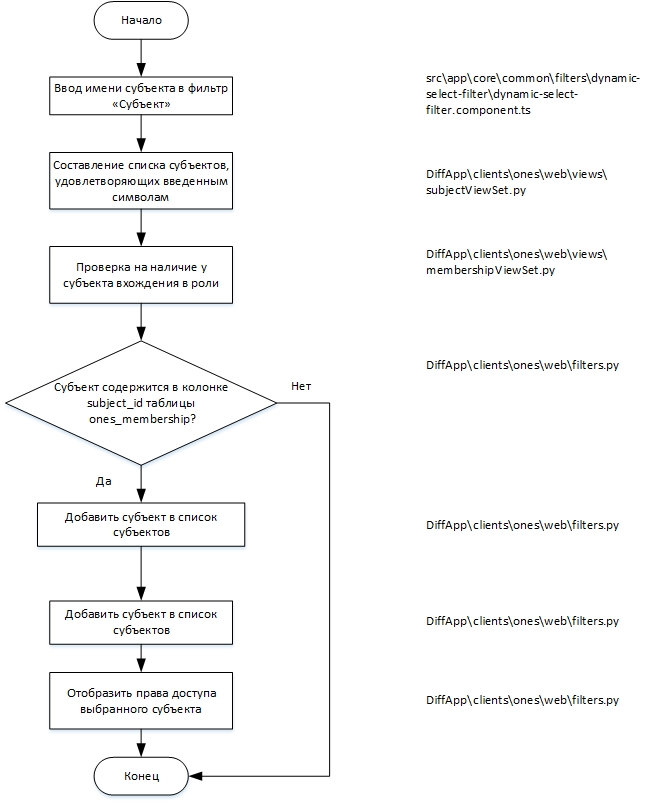 Начало
Ввод имени субъекта в фильтр
«Субъект»
src\app\core\common\filters\dynamic-
select-filter\dynamic-select-
filter.component.ts
Составление списка субъектов,
удовлетворяющих введенным
символам
DiffApp\clients\ones\web\views\
subjectViewSet.py
Проверка на наличие у
субъекта вхождения в роли
DiffApp\clients\ones\web\views\
membershipViewSet.py
Субъект содержится в колонке
subject_id таблицы
ones_membership?
Нет
DiffApp\clients\ones\web\filters.py
Да
Добавить субъект в список
субъектов
DiffApp\clients\ones\web\filters.py
Добавить субъект в список
субъектов
DiffApp\clients\ones\web\filters.py
Отобразить права доступа
выбранного субъекта
DiffApp\clients\ones\web\filters.py
Конец